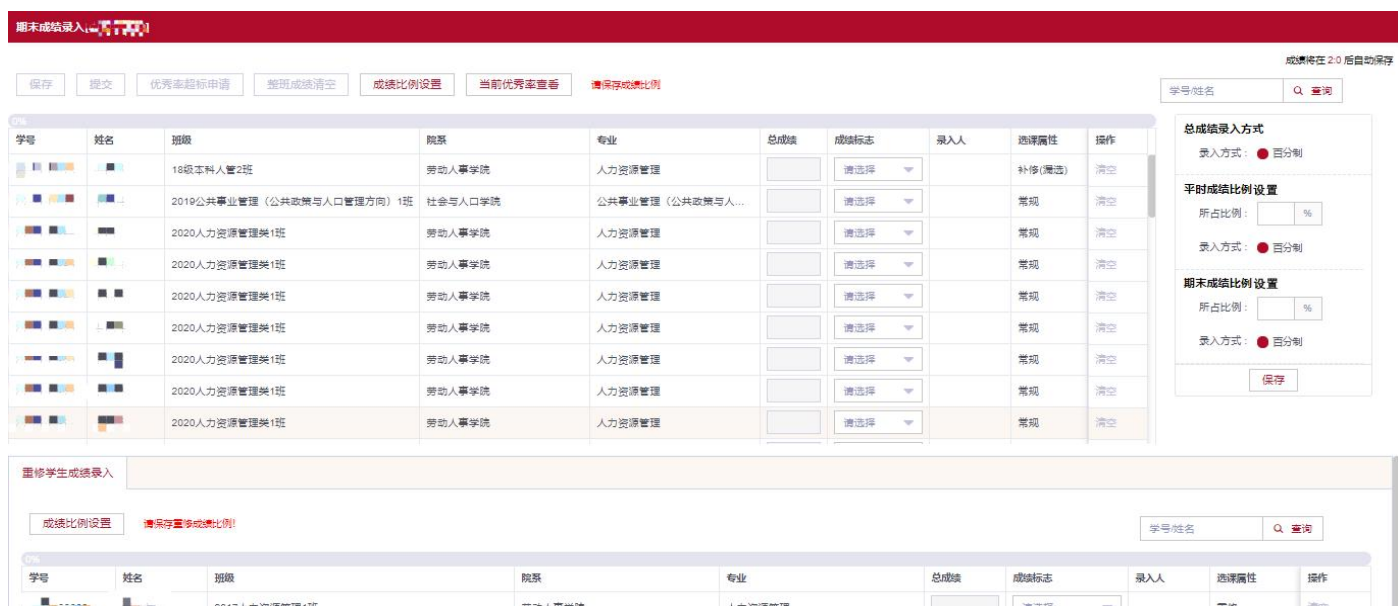 期末成绩录入
成绩将在 2:0 后自动保存
保存 提交 优秀率超标申请 整班成绩清空 成绩比例设置 当前优秀率查看 请保存成绩比例
学号/姓名 查询
0%
学号 姓名 班级 院系 专业 总成绩 成绩标志 录入人 选课属性 操作
18级本科人管2班 劳动人事学院 人力资源管理 请选择 补修(漏选) 清空
2019公共事业管理（公共政策与人口管理方向）1班 社会与人口学院 公共事业管理（公共政策与人... 请选择 常规 清空
2020人力资源管理类1班 劳动人事学院 人力资源管理 请选择 常规 清空
2020人力资源管理类1班 劳动人事学院 人力资源管理 请选择 常规 清空
2020人力资源管理类1班 劳动人事学院 人力资源管理 请选择 常规 清空
2020人力资源管理类1班 劳动人事学院 人力资源管理 请选择 常规 清空
2020人力资源管理类1班 劳动人事学院 人力资源管理 请选择 常规 清空
2020人力资源管理类1班 劳动人事学院 人力资源管理 请选择 常规 清空
2020人力资源管理类1班 劳动人事学院 人力资源管理 请选择 常规 清空
总成绩录入方式
录入方式： 百分制
平时成绩比例设置
所占比例： %
录入方式： 百分制
期末成绩比例设置
所占比例： %
录入方式： 百分制
保存
重修学生成绩录入
成绩比例设置 请保存重修成绩比例!
学号/姓名 查询
0%
学号 姓名 班级 院系 专业 总成绩 成绩标志 录入人 选课属性 操作